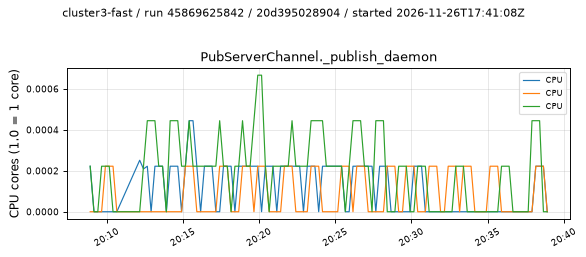 cluster3-fast / run 45869625842 / 20d395028904 / started 2026-11-26T17:41:08Z
PubServerChannel._publish_daemon
CPU cores (1.0 = 1 core)
0.0006
0.0004
0.0002
0.0000
CPU
CPU
CPU
20:10
20:15
20:20
20:25
20:30
20:35
20:40